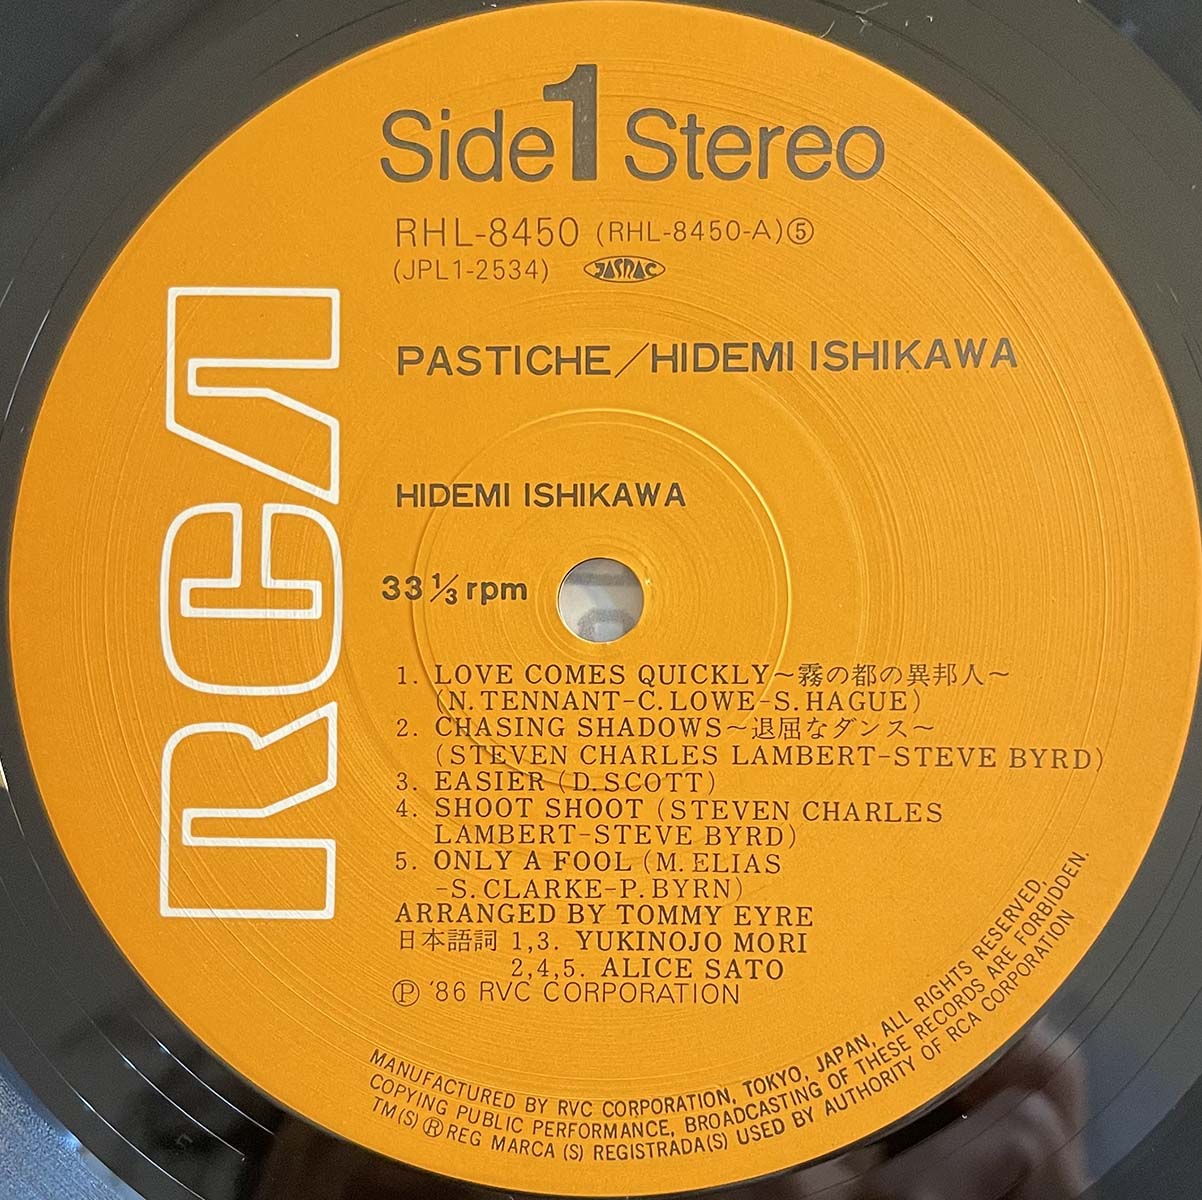 Side 1 Stereo
RHL-8450 (RHL-8450-A)⑤
(JPL1-2534) JASRAC
RCA
PASTICHE/HIDEMI ISHIKAWA
HIDEMI ISHIKAWA
33 1/3 rpm
1. LOVE COMES QUICKLY～霧の都の異邦人～
(N. TENNANT-C. LOWE-S. HAGUE)
2. CHASING SHADOWS～退屈なダンス～
(STEVEN CHARLES LAMBERT-STEVE BYRD)
3. EASIER (D. SCOTT)
4. SHOOT SHOOT (STEVEN CHARLES
LAMBERT-STEVE BYRD)
5. ONLY A FOOL (M. ELIAS
-S. CLARKE-P. BYRN)
ARRANGED BY TOMMY EYRE
日本語詞 1,3. YUKINOJO MORI
2,4,5. ALICE SATO
Ⓟ '86 RVC CORPORATION
MANUFACTURED BY RVC CORPORATION, TOKYO, JAPAN, ALL RIGHTS RESERVED,
COPYING PUBLIC PERFORMANCE, BROADCASTING OF THESE RECORDS ARE FORBIDDEN.
TM(S) ® REG MARCA (S) REGISTRADA(S) USED BY AUTHORITY OF RCA CORPORATION